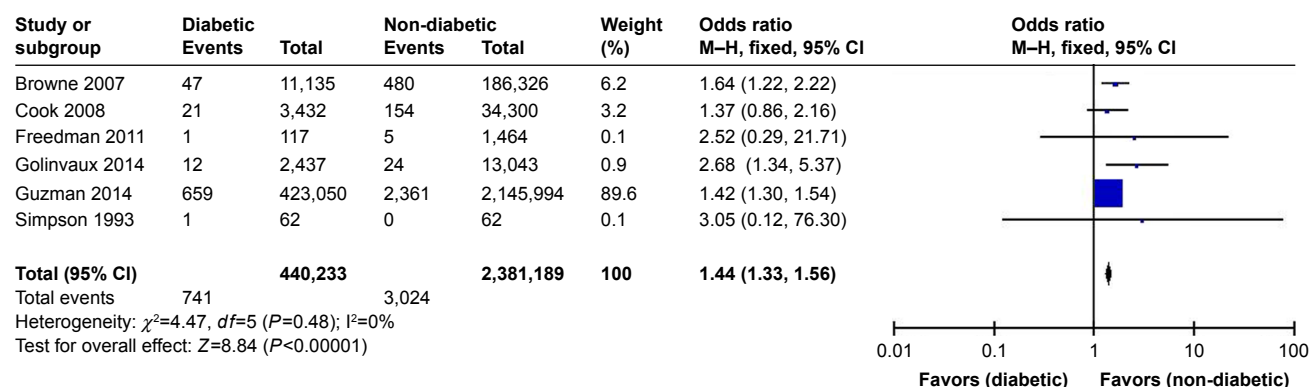 Study or Diabetic Non-diabetic Weight Odds ratio Odds ratio
subgroup Events Total Events Total (%) M–H, fixed, 95% CI M–H, fixed, 95% CI
Browne 2007 47 11,135 480 186,326 6.2 1.64 (1.22, 2.22)
Cook 2008 21 3,432 154 34,300 3.2 1.37 (0.86, 2.16)
Freedman 2011 1 117 5 1,464 0.1 2.52 (0.29, 21.71)
Golinvaux 2014 12 2,437 24 13,043 0.9 2.68 (1.34, 5.37)
Guzman 2014 659 423,050 2,361 2,145,994 89.6 1.42 (1.30, 1.54)
Simpson 1993 1 62 0 62 0.1 3.05 (0.12, 76.30)
Total (95% CI) 440,233 2,381,189 100 1.44 (1.33, 1.56)
Total events 741 3,024
Heterogeneity: χ²=4.47, df=5 (P=0.48); I²=0%
Test for overall effect: Z=8.84 (P<0.00001)
0.01 0.1 1 10 100
Favors (diabetic) Favors (non-diabetic)